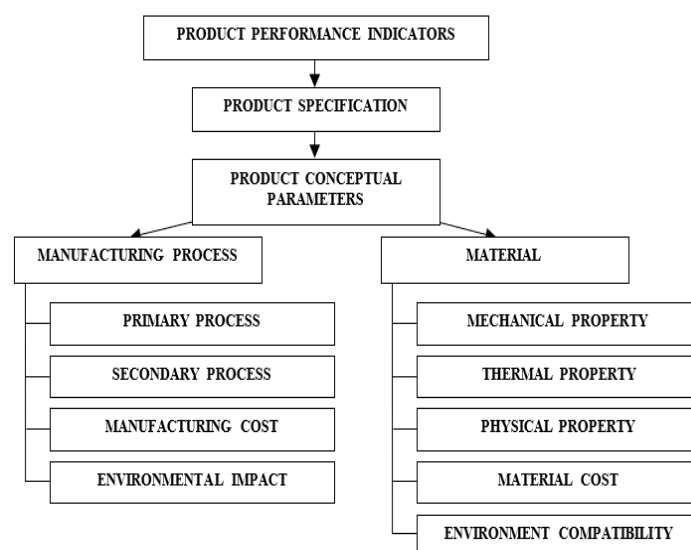 PRODUCT PERFORMANCE INDICATORS
PRODUCT SPECIFICATION
PRODUCT CONCEPTUAL
PARAMETERS
MANUFACTURING PROCESS
PRIMARY PROCESS
SECONDARY PROCESS
MANUFACTURING COST
ENVIRONMENTAL IMPACT
MATERIAL
MECHANICAL PROPERTY
THERMAL PROPERTY
PHYSICAL PROPERTY
MATERIAL COST
ENVIRONMENT COMPATIBILITY